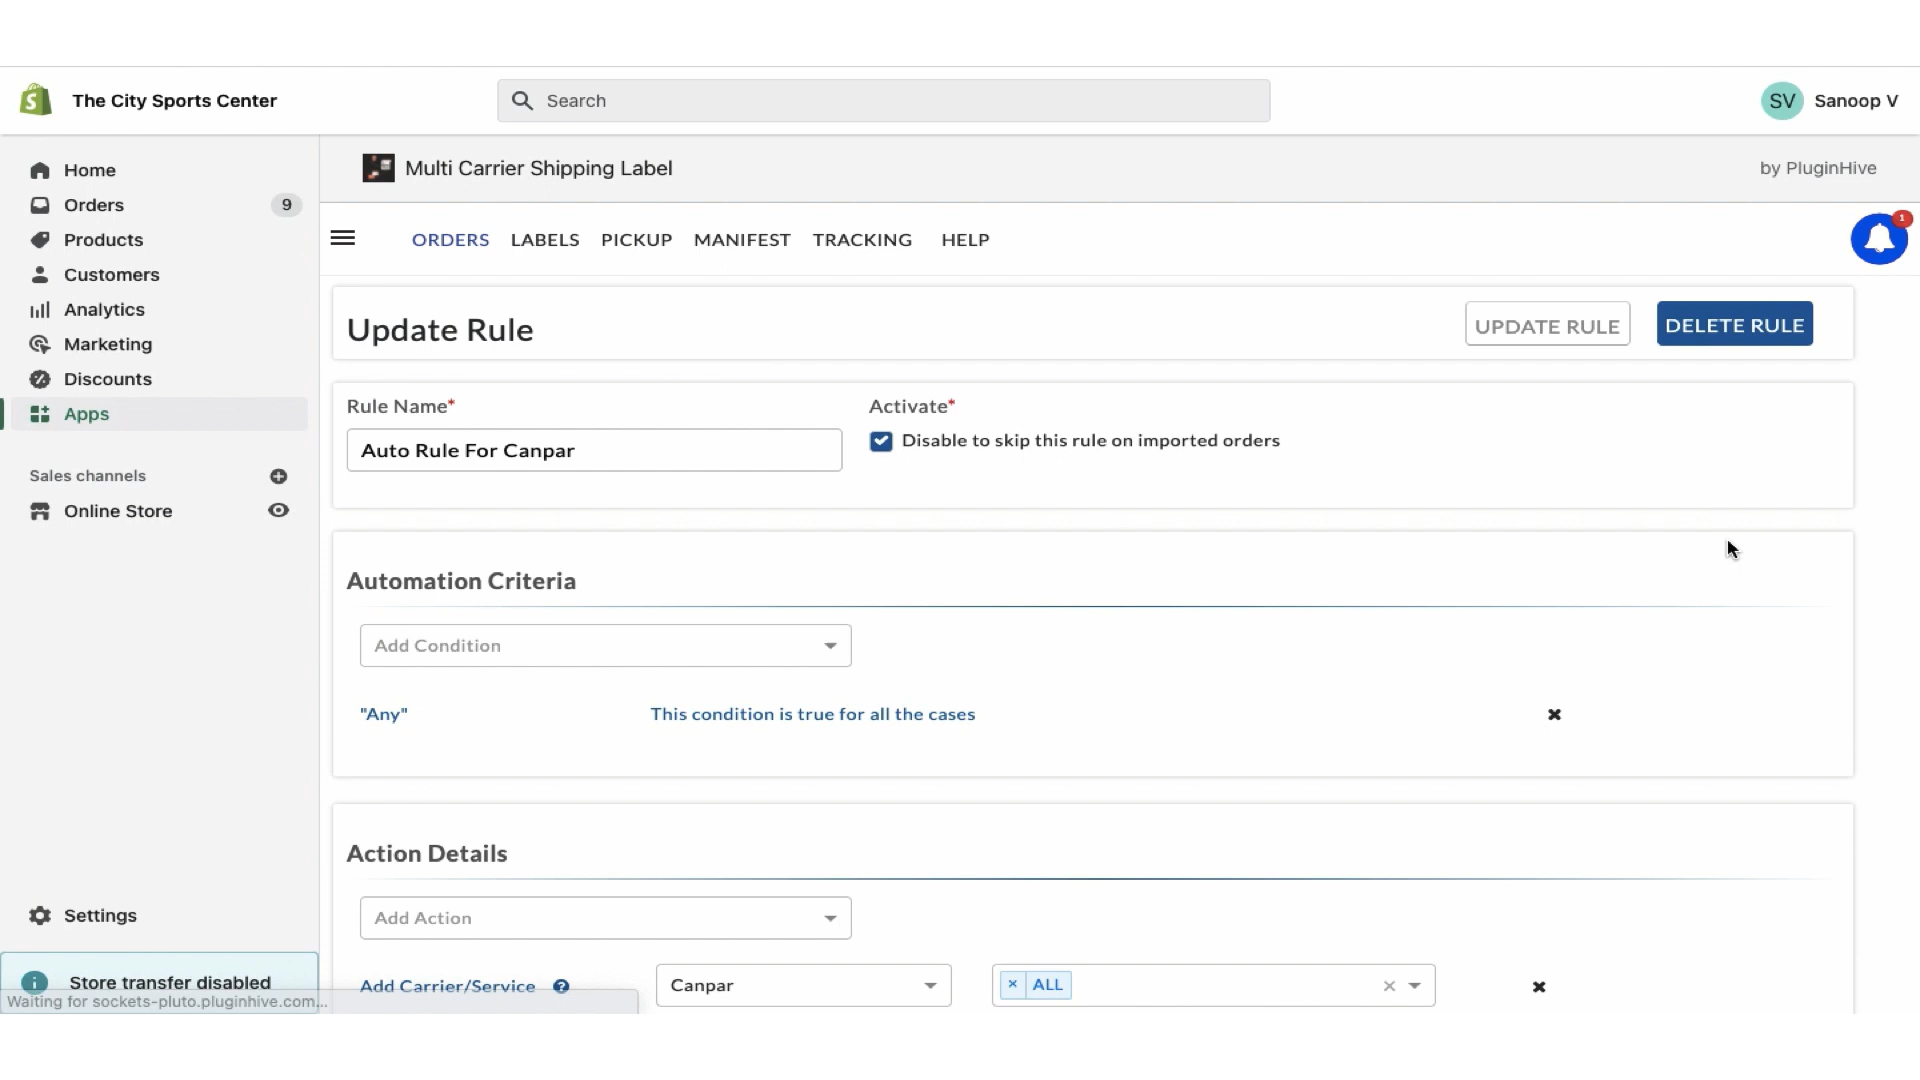 The City Sports Center
Search
SV Sanoop V
Home
Orders 9
Products
Customers
Analytics
Marketing
Discounts
Apps
Sales channels
Online Store
Settings
Store transfer disabled
Waiting for sockets-pluto.pluginhive.com...
Multi Carrier Shipping Label
by PluginHive
ORDERS LABELS PICKUP MANIFEST TRACKING HELP
1
Update Rule
UPDATE RULE DELETE RULE
Rule Name*
Auto Rule For Canpar
Activate*
Disable to skip this rule on imported orders
Automation Criteria
Add Condition
"Any" This condition is true for all the cases
Action Details
Add Action
Add Carrier/Service ? Canpar × ALL